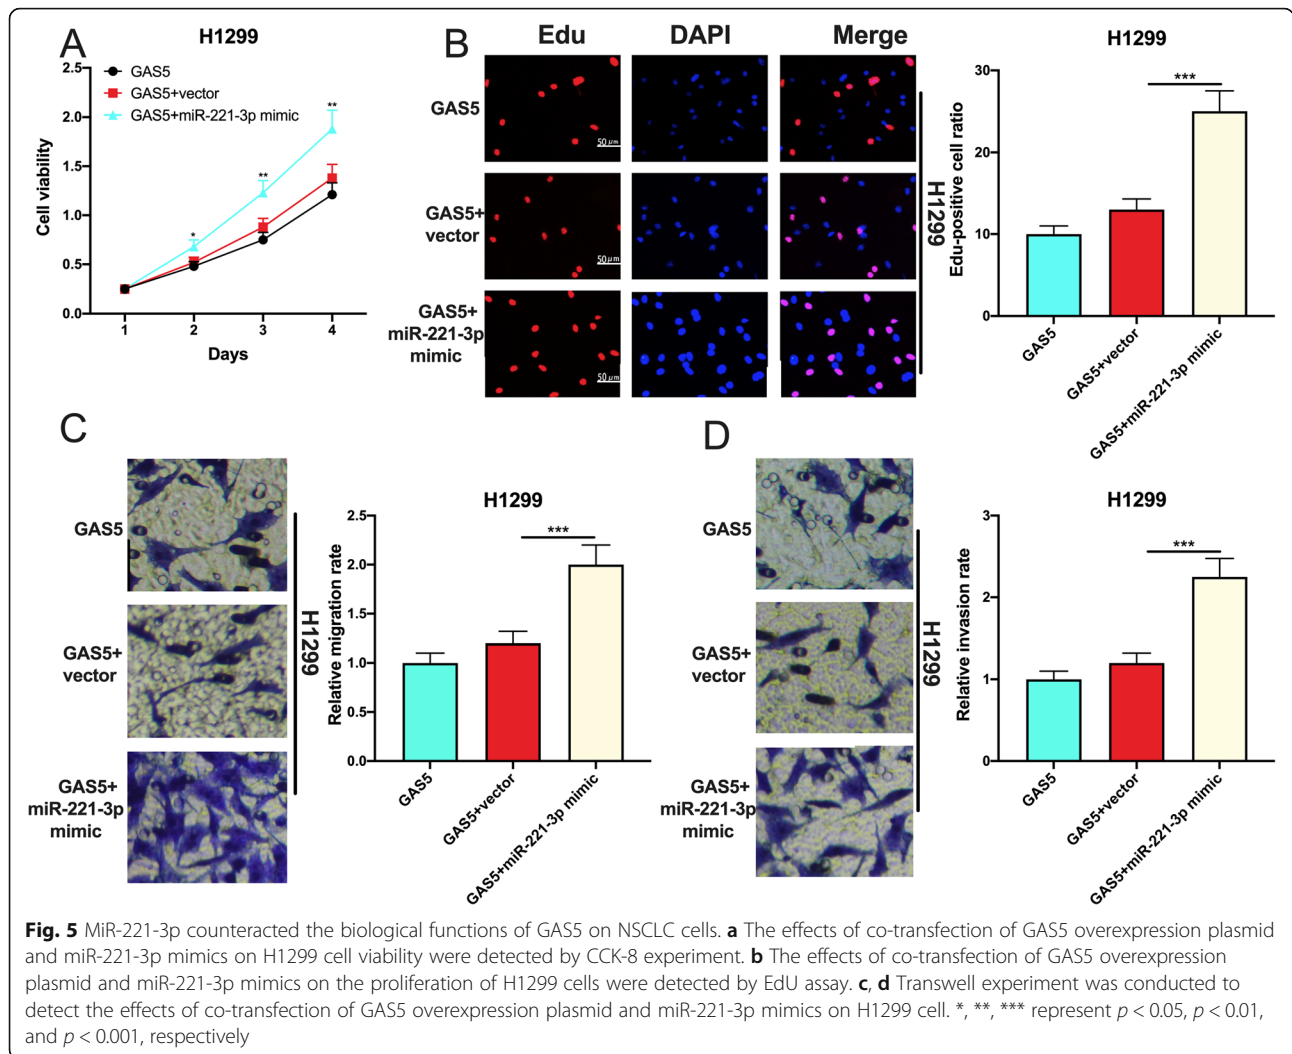 A
H1299
2.5
2.0
1.5
1.0
0.5
0.0
Cell viability
GAS5
GAS5+vector
GAS5+miR-221-3p mimic
*
**
**
1
2
3
4
Days
B
Edu
DAPI
Merge
GAS5
GAS5+
vector
GAS5+
miR-221-3p
mimic
50 μm
50 μm
50 μm
H1299
H1299
30
20
10
0
Edu-positive cell ratio
***
GAS5
GAS5+vector
GAS5+miR-221-3p mimic
C
GAS5
GAS5+
vector
GAS5+
miR-221-3p
mimic
H1299
H1299
2.5
2.0
1.5
1.0
0.5
0.0
Relative migration rate
***
GAS5
GAS5+vector
GAS5+miR-221-3p mimic
D
GAS5
GAS5+
vector
GAS5+
miR-221-3p
mimic
H1299
H1299
3
2
1
0
Relative invasion rate
***
GAS5
GAS5+vector
GAS5+miR-221-3p mimic
Fig. 5 MiR-221-3p counteracted the biological functions of GAS5 on NSCLC cells. a The effects of co-transfection of GAS5 overexpression plasmid
and miR-221-3p mimics on H1299 cell viability were detected by CCK-8 experiment. b The effects of co-transfection of GAS5 overexpression
plasmid and miR-221-3p mimics on the proliferation of H1299 cells were detected by EdU assay. c, d Transwell experiment was conducted to
detect the effects of co-transfection of GAS5 overexpression plasmid and miR-221-3p mimics on H1299 cell. *, **, *** represent p < 0.05, p < 0.01,
and p < 0.001, respectively